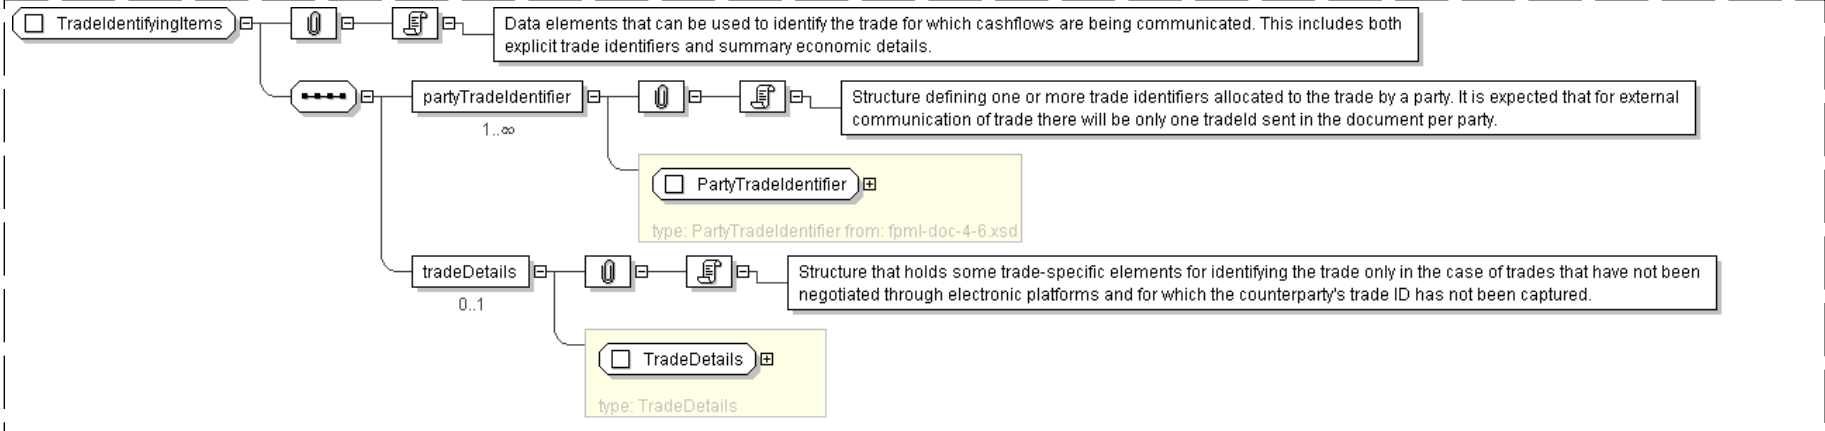 TradeIdentifyingItems
Data elements that can be used to identify the trade for which cashflows are being communicated. This includes both
explicit trade identifiers and summary economic details.
partyTradeIdentifier
1..∞
Structure defining one or more trade identifiers allocated to the trade by a party. It is expected that for external
communication of trade there will be only one tradeId sent in the document per party.
PartyTradeIdentifier
type: PartyTradeIdentifier from: fpml-doc-4-6.xsd
tradeDetails
0..1
Structure that holds some trade-specific elements for identifying the trade only in the case of trades that have not been
negotiated through electronic platforms and for which the counterparty's trade ID has not been captured.
TradeDetails
type: TradeDetails